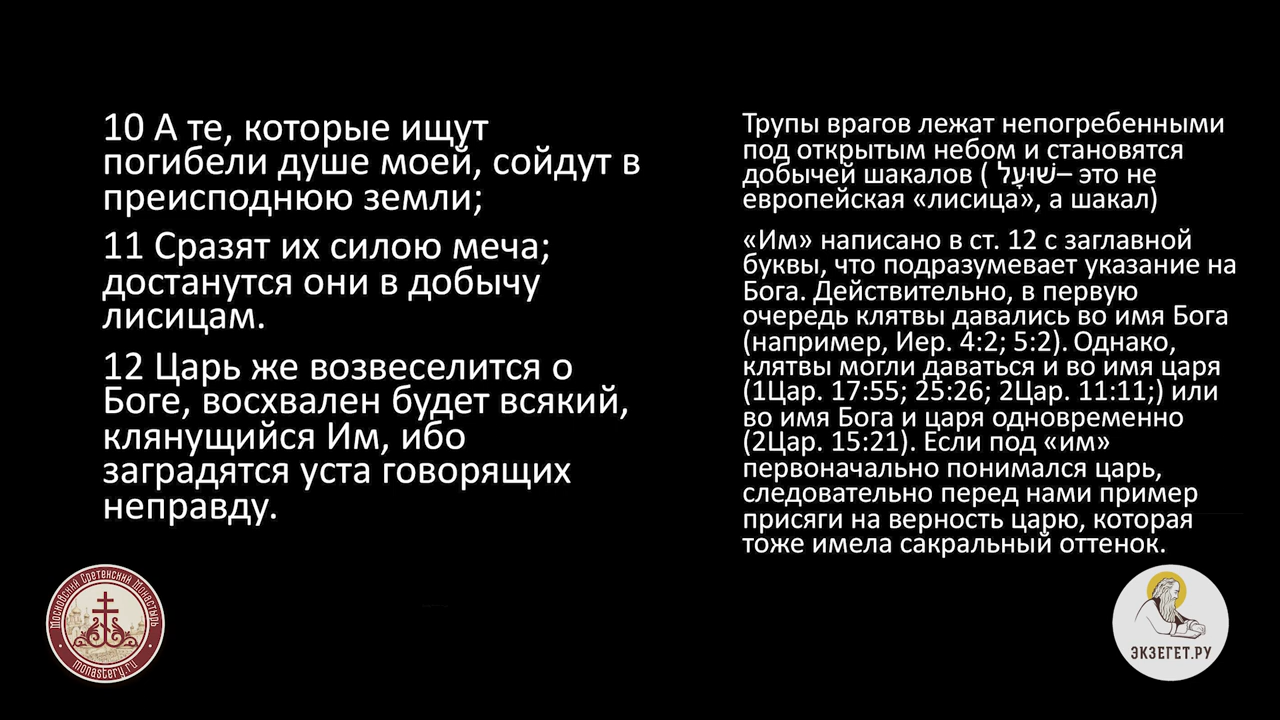 10 А те, которые ищут
погибели душе моей, сойдут в
преисподнюю земли;
11 Сразят их силою меча;
достанутся они в добычу
лисицам.
12 Царь же возвеселится о
Боге, восхвален будет всякий,
клянущийся Им, ибо
заградятся уста говорящих
неправду.
Трупы врагов лежат непогребенными
под открытым небом и становятся
добычей шакалов ( שׁוּעָל– это не
европейская «лисица», а шакал)
«Им» написано в ст. 12 с заглавной
буквы, что подразумевает указание на
Бога. Действительно, в первую
очередь клятвы давались во имя Бога
(например, Иер. 4:2; 5:2). Однако,
клятвы могли даваться и во имя царя
(1Цар. 17:55; 25:26; 2Цар. 11:11;) или
во имя Бога и царя одновременно
(2Цар. 15:21). Если под «им»
первоначально понимался царь,
следовательно перед нами пример
присяги на верность царю, которая
тоже имела сакральный оттенок.
Московский Сретенский Монастырь
monastery.ru
ЭКЗЕГЕТ.РУ